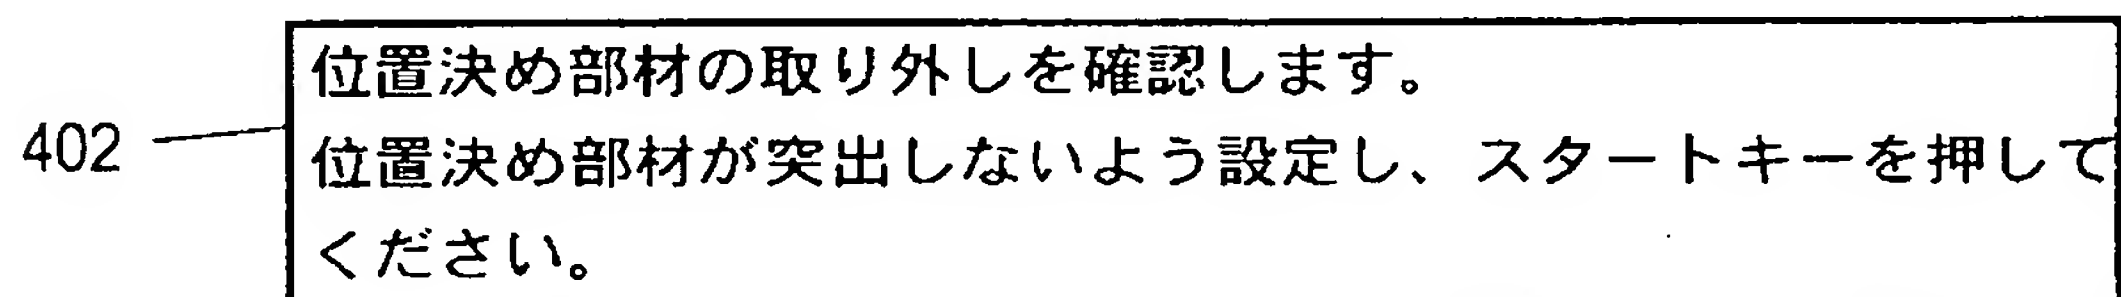 位置決め部材の取り外しを確認します。
402
位置決め部材が突出しないよう設定し、スタートキーを押して
ください。